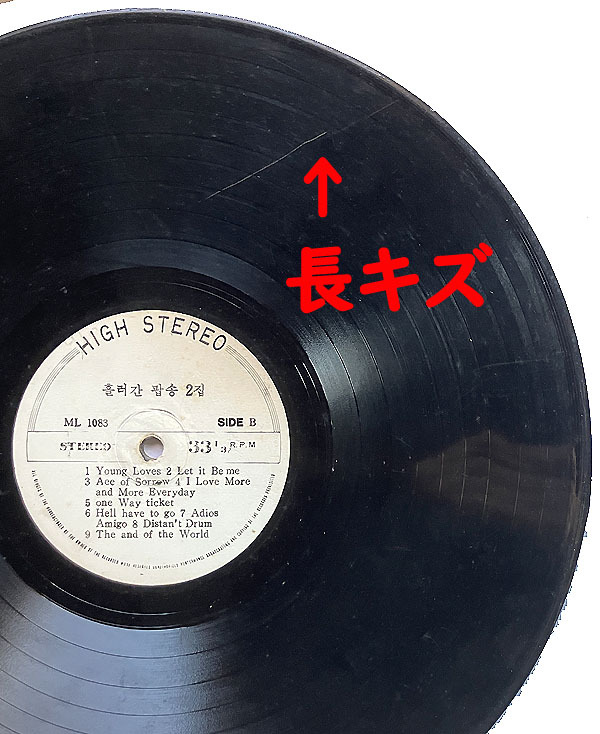 長キズ
HIGH STEREO
흘러간 팝송 2집
ML 1083 SIDE B
STEREO 33 1/3 R.P.M
1 Young Loves 2 Let it Be me
3 Ace of Sorrow 4 I Love More
and More Everyday
5 one Way ticket
6 Hell have to go 7 Adios
Amigo 8 Distan't Drum
9 The and of the World